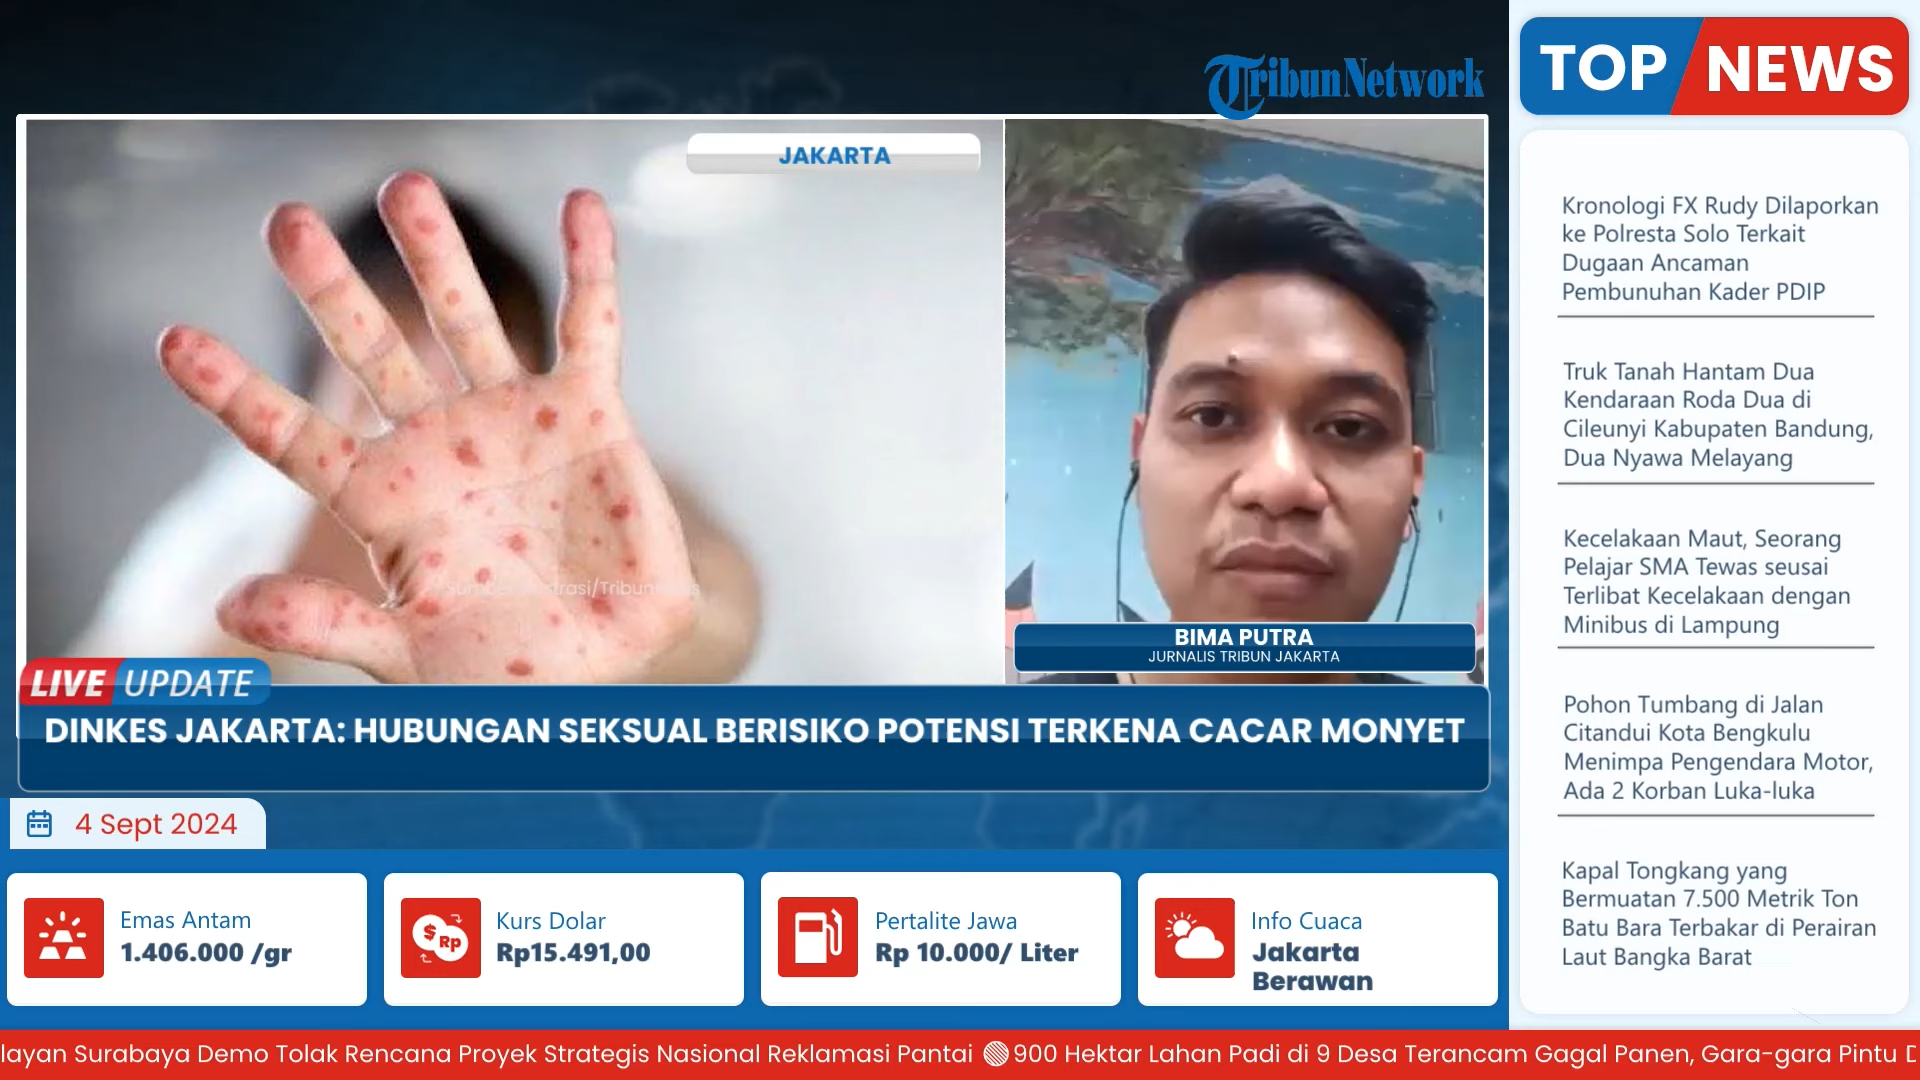 TribunNetwork
TOP NEWS
JAKARTA
BIMA PUTRA
JURNALIS TRIBUN JAKARTA
LIVE UPDATE
DINKES JAKARTA: HUBUNGAN SEKSUAL BERISIKO POTENSI TERKENA CACAR MONYET
4 Sept 2024
Emas Antam
1.406.000 /gr
Kurs Dolar
Rp15.491,00
Pertalite Jawa
Rp 10.000/ Liter
Info Cuaca
Jakarta
Berawan
Kronologi FX Rudy Dilaporkan
ke Polresta Solo Terkait
Dugaan Ancaman
Pembunuhan Kader PDIP
Truk Tanah Hantam Dua
Kendaraan Roda Dua di
Cileunyi Kabupaten Bandung,
Dua Nyawa Melayang
Kecelakaan Maut, Seorang
Pelajar SMA Tewas seusai
Terlibat Kecelakaan dengan
Minibus di Lampung
Pohon Tumbang di Jalan
Citandui Kota Bengkulu
Menimpa Pengendara Motor,
Ada 2 Korban Luka-luka
Kapal Tongkang yang
Bermuatan 7.500 Metrik Ton
Batu Bara Terbakar di Perairan
Laut Bangka Barat
layan Surabaya Demo Tolak Rencana Proyek Strategis Nasional Reklamasi Pantai 900 Hektar Lahan Padi di 9 Desa Terancam Gagal Panen, Gara-gara Pintu